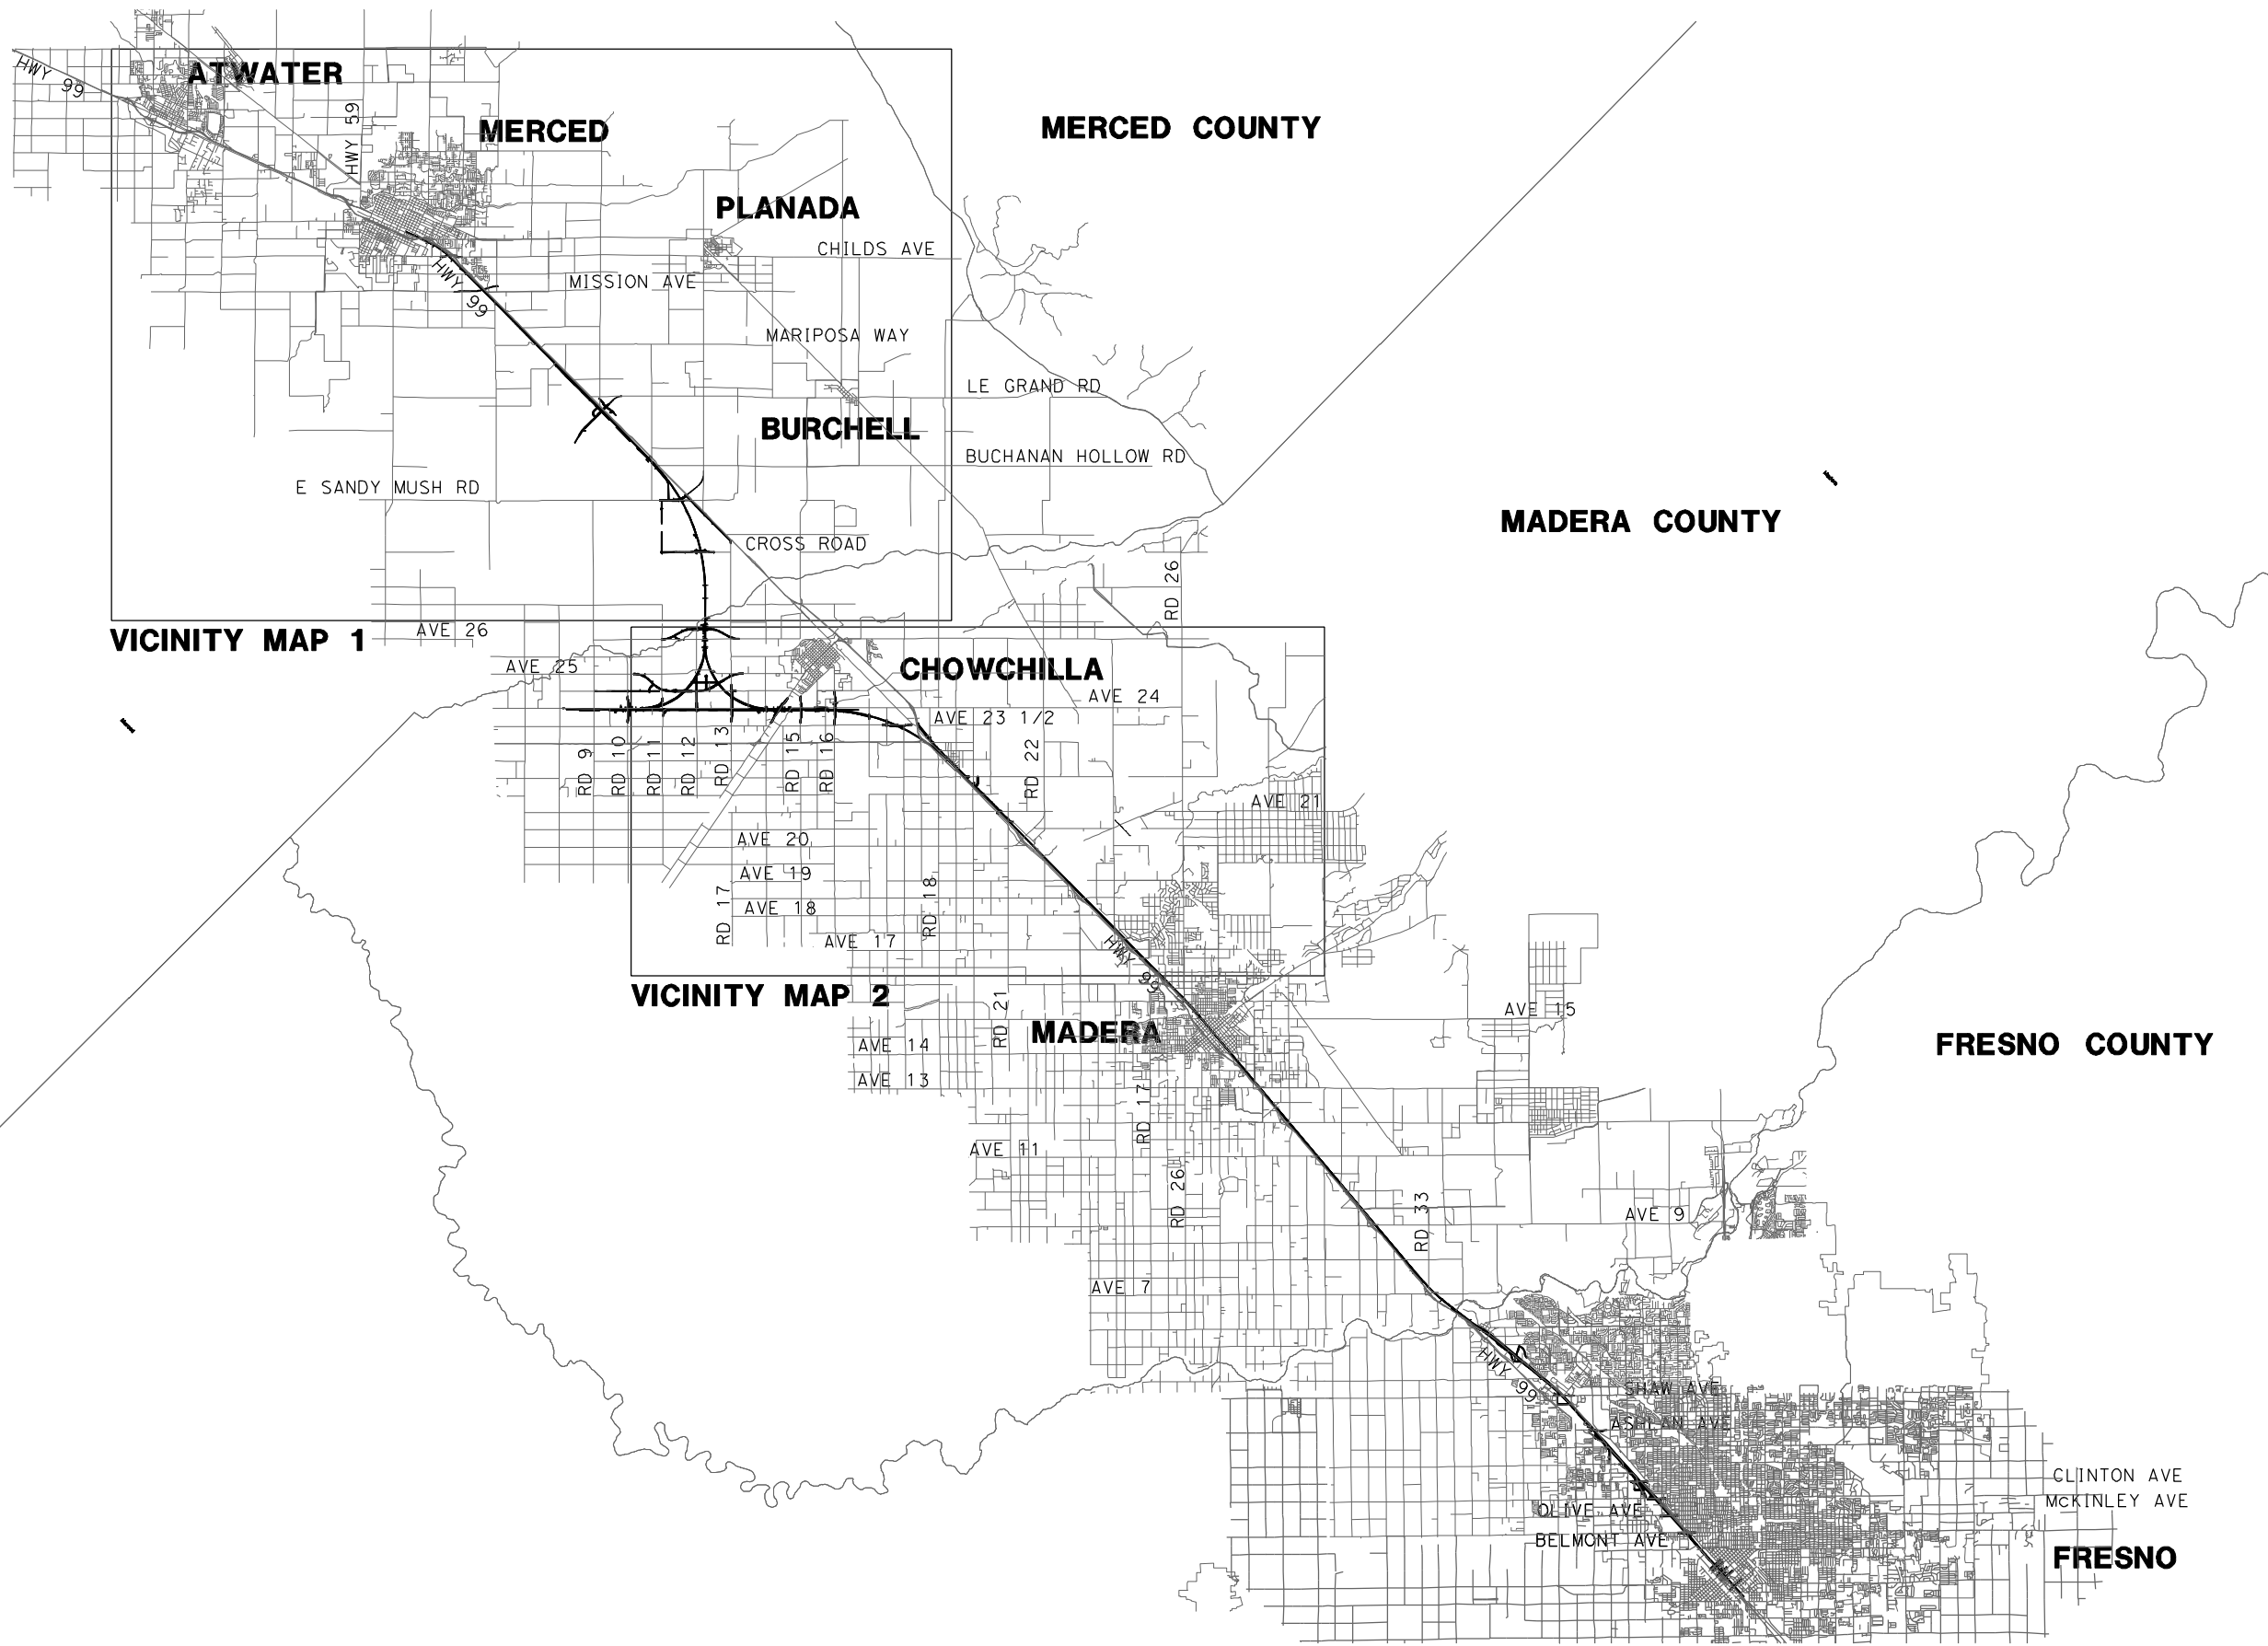 HWY 99
ATWATER
HWY 59
MERCED
MERCED COUNTY
PLANADA
CHILDS AVE
HWY 99
MISSION AVE
MARIPOSA WAY
LE GRAND RD
BURCHELL
BUCHANAN HOLLOW RD
E SANDY MUSH RD
MADERA COUNTY
CROSS ROAD
RD 26
AVE 26
VICINITY MAP 1
AVE 25
CHOWCHILLA
AVE 24
AVE 23 1/2
RD 9
RD 10
RD 11
RD 12
RD 13
RD 15
RD 16
RD 22
AVE 21
AVE 20
AVE 19
RD 17
AVE 18
RD 18
AVE 17
HWY 99
VICINITY MAP 2
RD 21
MADERA
AVE 15
AVE 14
AVE 13
FRESNO COUNTY
RD 17
AVE 11
RD 26
RD 33
AVE 9
AVE 7
HWY 99
SHAW AVE
ASHLAN AVE
CLINTON AVE
McKINLEY AVE
OLIVE AVE
BELMONT AVE
FRESNO